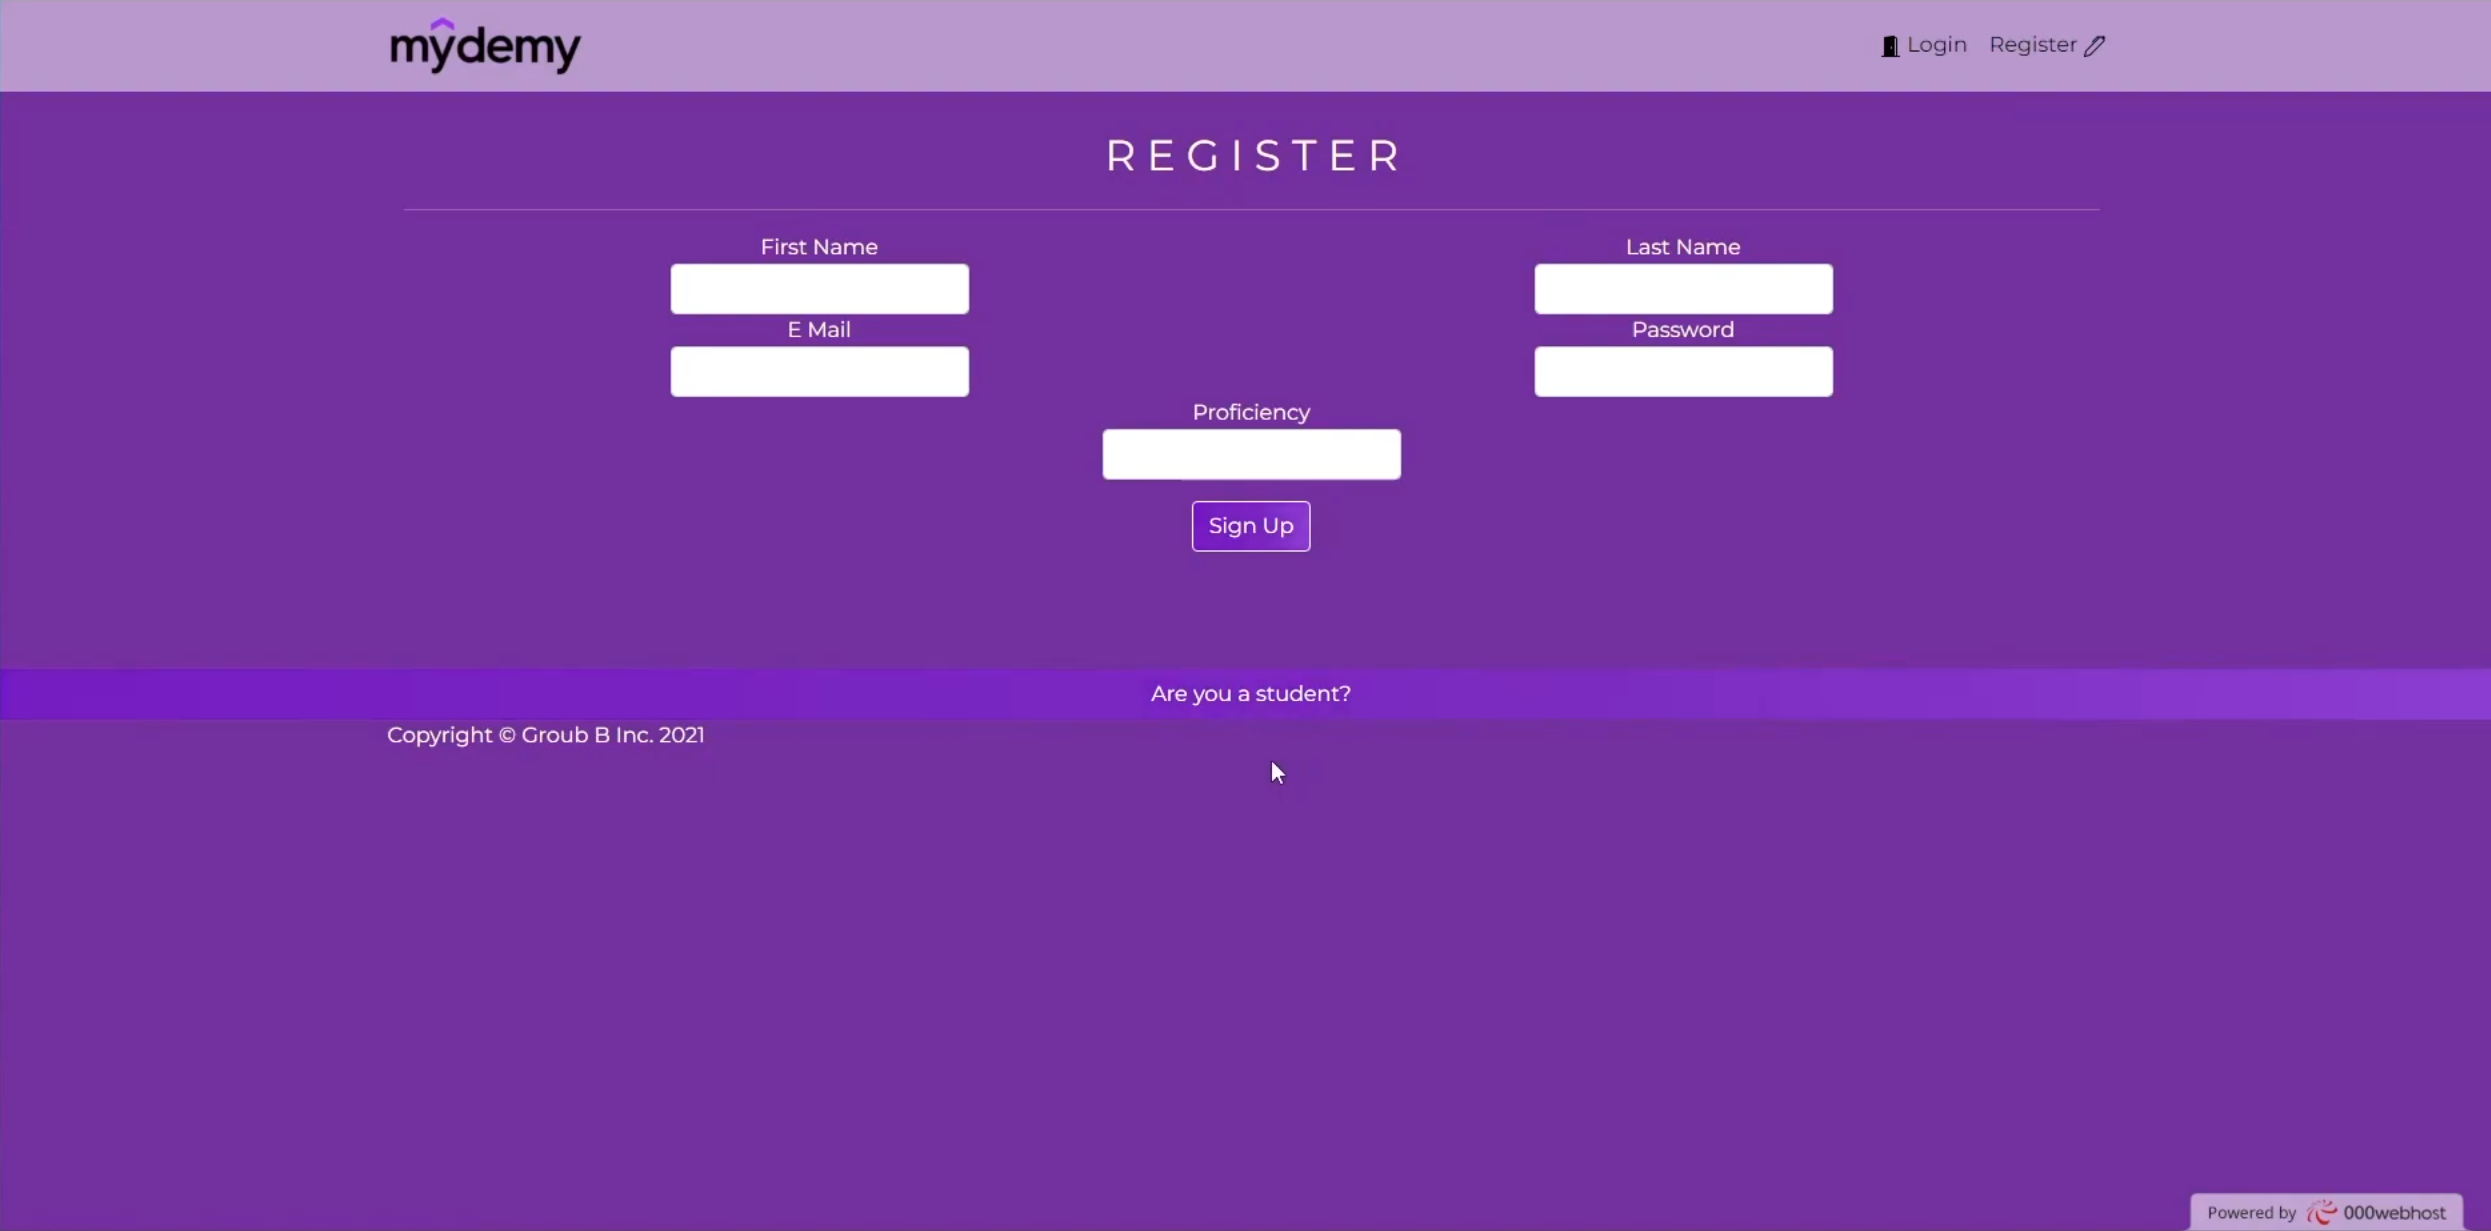 mydemy
Login Register
REGISTER
First Name Last Name
E Mail Password
Proficiency
Sign Up
Are you a student?
Copyright © Groub B Inc. 2021
Powered by 000webhost